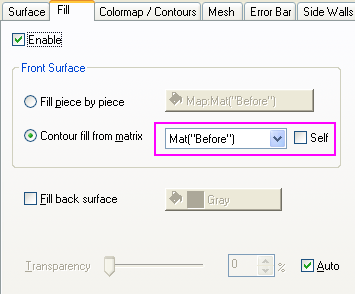 Surface Fill Colormap / Contours Mesh Error Bar Side Walls
Enable
Front Surface
Fill piece by piece Map:Mat("Before")
Contour fill from matrix Mat("Before") Self
Fill back surface Gray
Transparency 0 % Auto